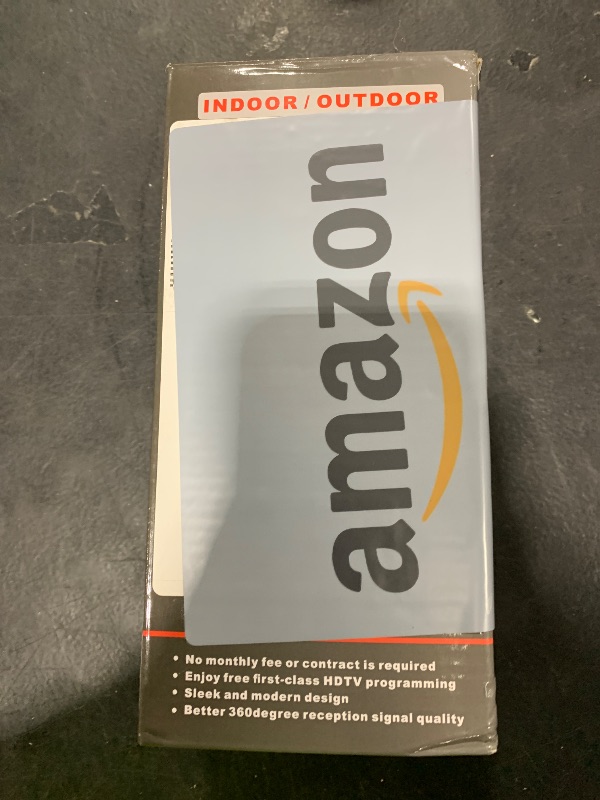 INDOOR / OUTDOOR
amazon
• No monthly fee or contract is required
• Enjoy free first-class HDTV programming
• Sleek and modern design
• Better 360degree reception signal quality